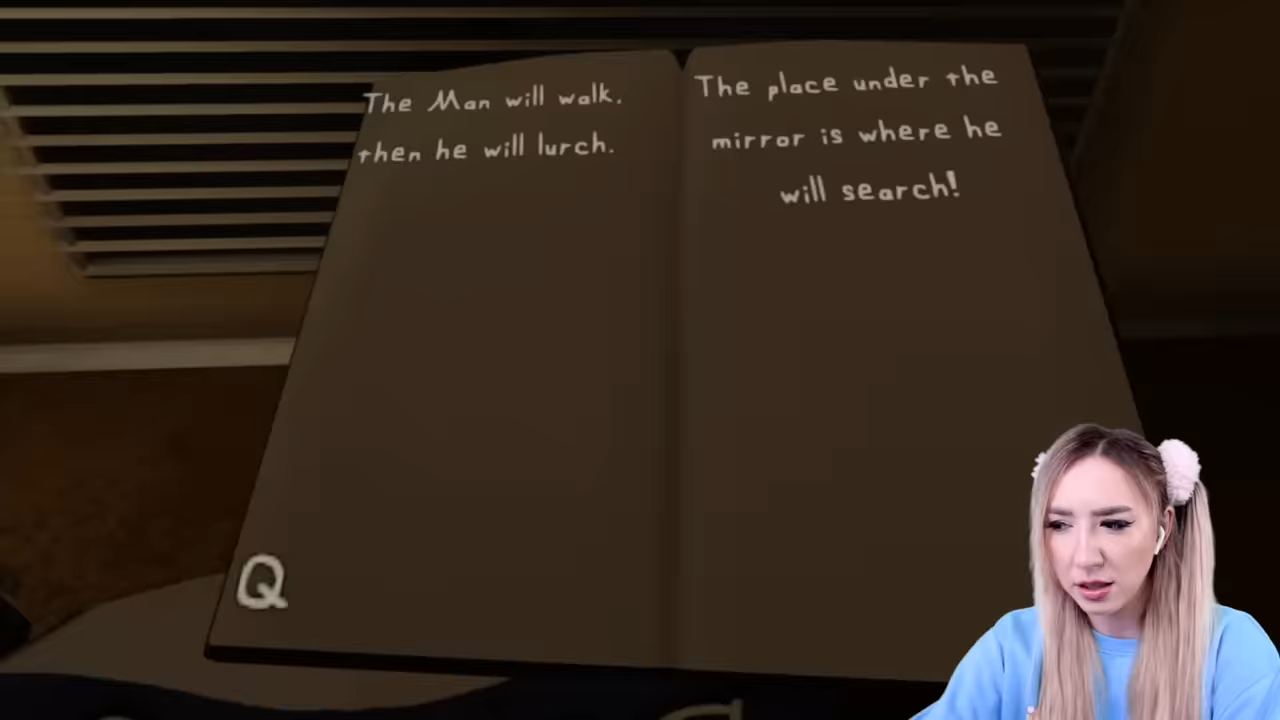 The Man will walk.
then he will lurch.
The place under the
mirror is where he
will search!
Q